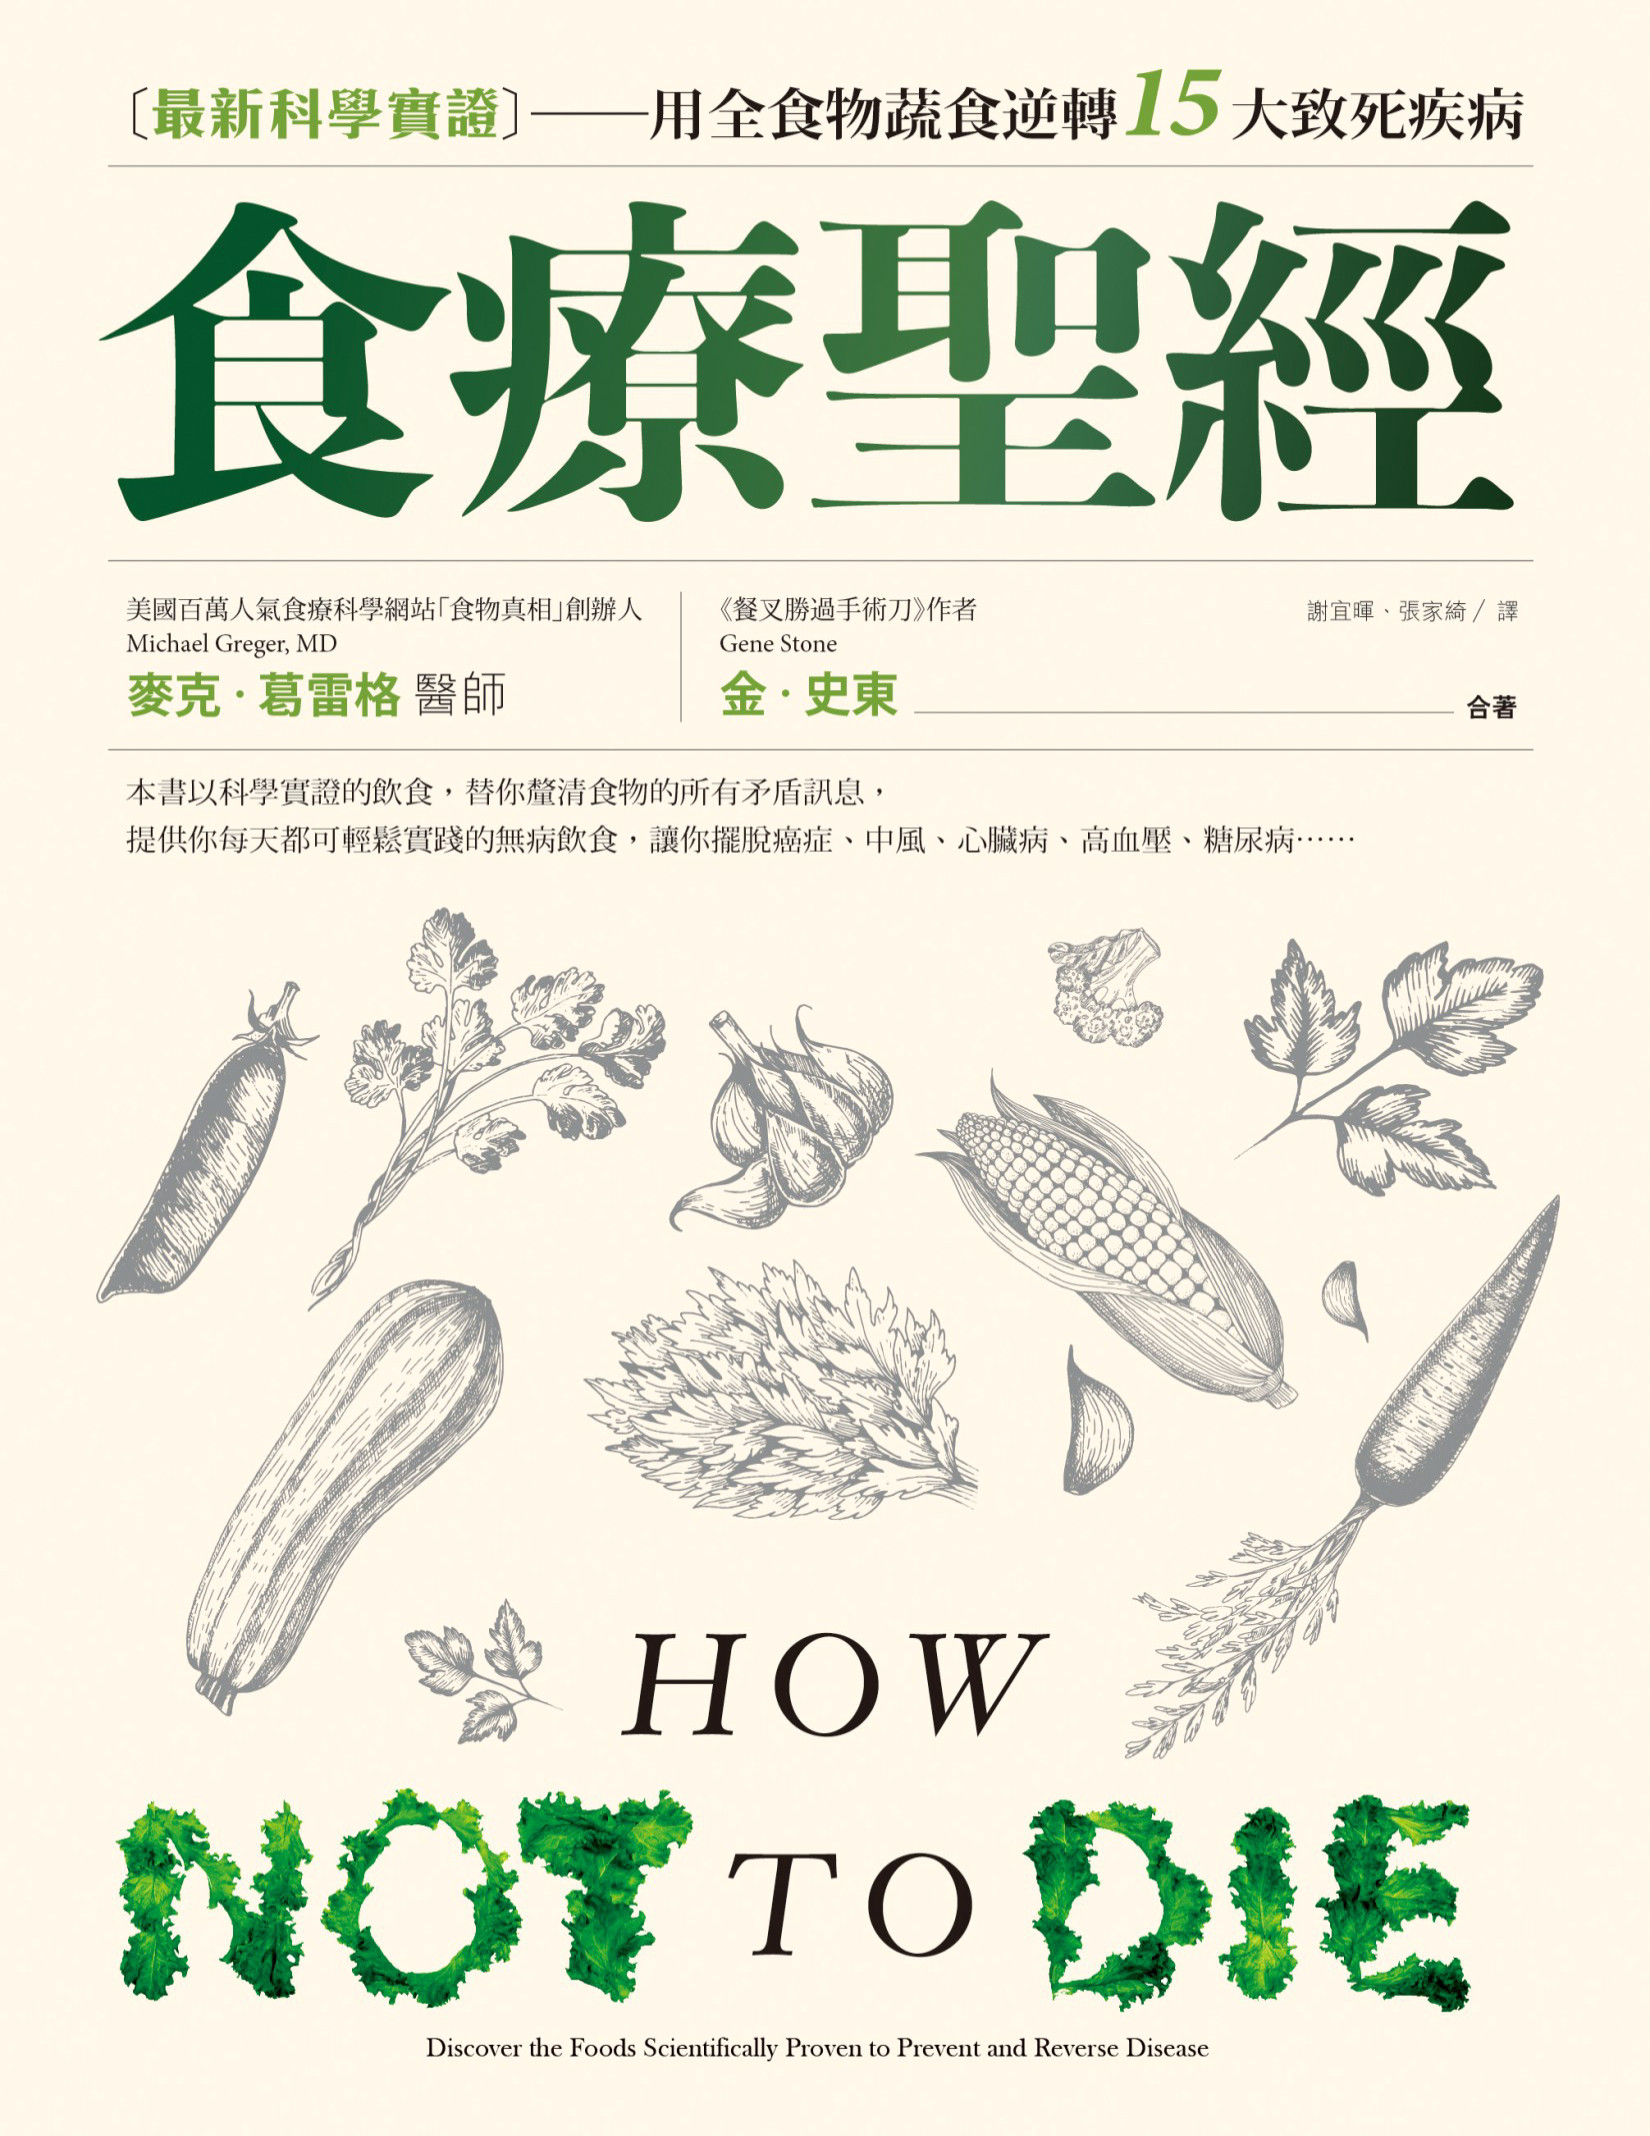 〔最新科學實證〕——用全食物蔬食逆轉15大致死疾病
食療聖經
美國百萬人氣食療科學網站「食物真相」創辦人
Michael Greger, MD
麥克·葛雷格 醫師
《餐叉勝過手術刀》作者
Gene Stone
金·史東
謝宜暉、張家綺 / 譯
合著
本書以科學實證的飲食，替你釐清食物的所有矛盾訊息，
提供你每天都可輕鬆實踐的無病飲食，讓你擺脫癌症、中風、心臟病、高血壓、糖尿病……
HOW
NOT TO DIE
Discover the Foods Scientifically Proven to Prevent and Reverse Disease